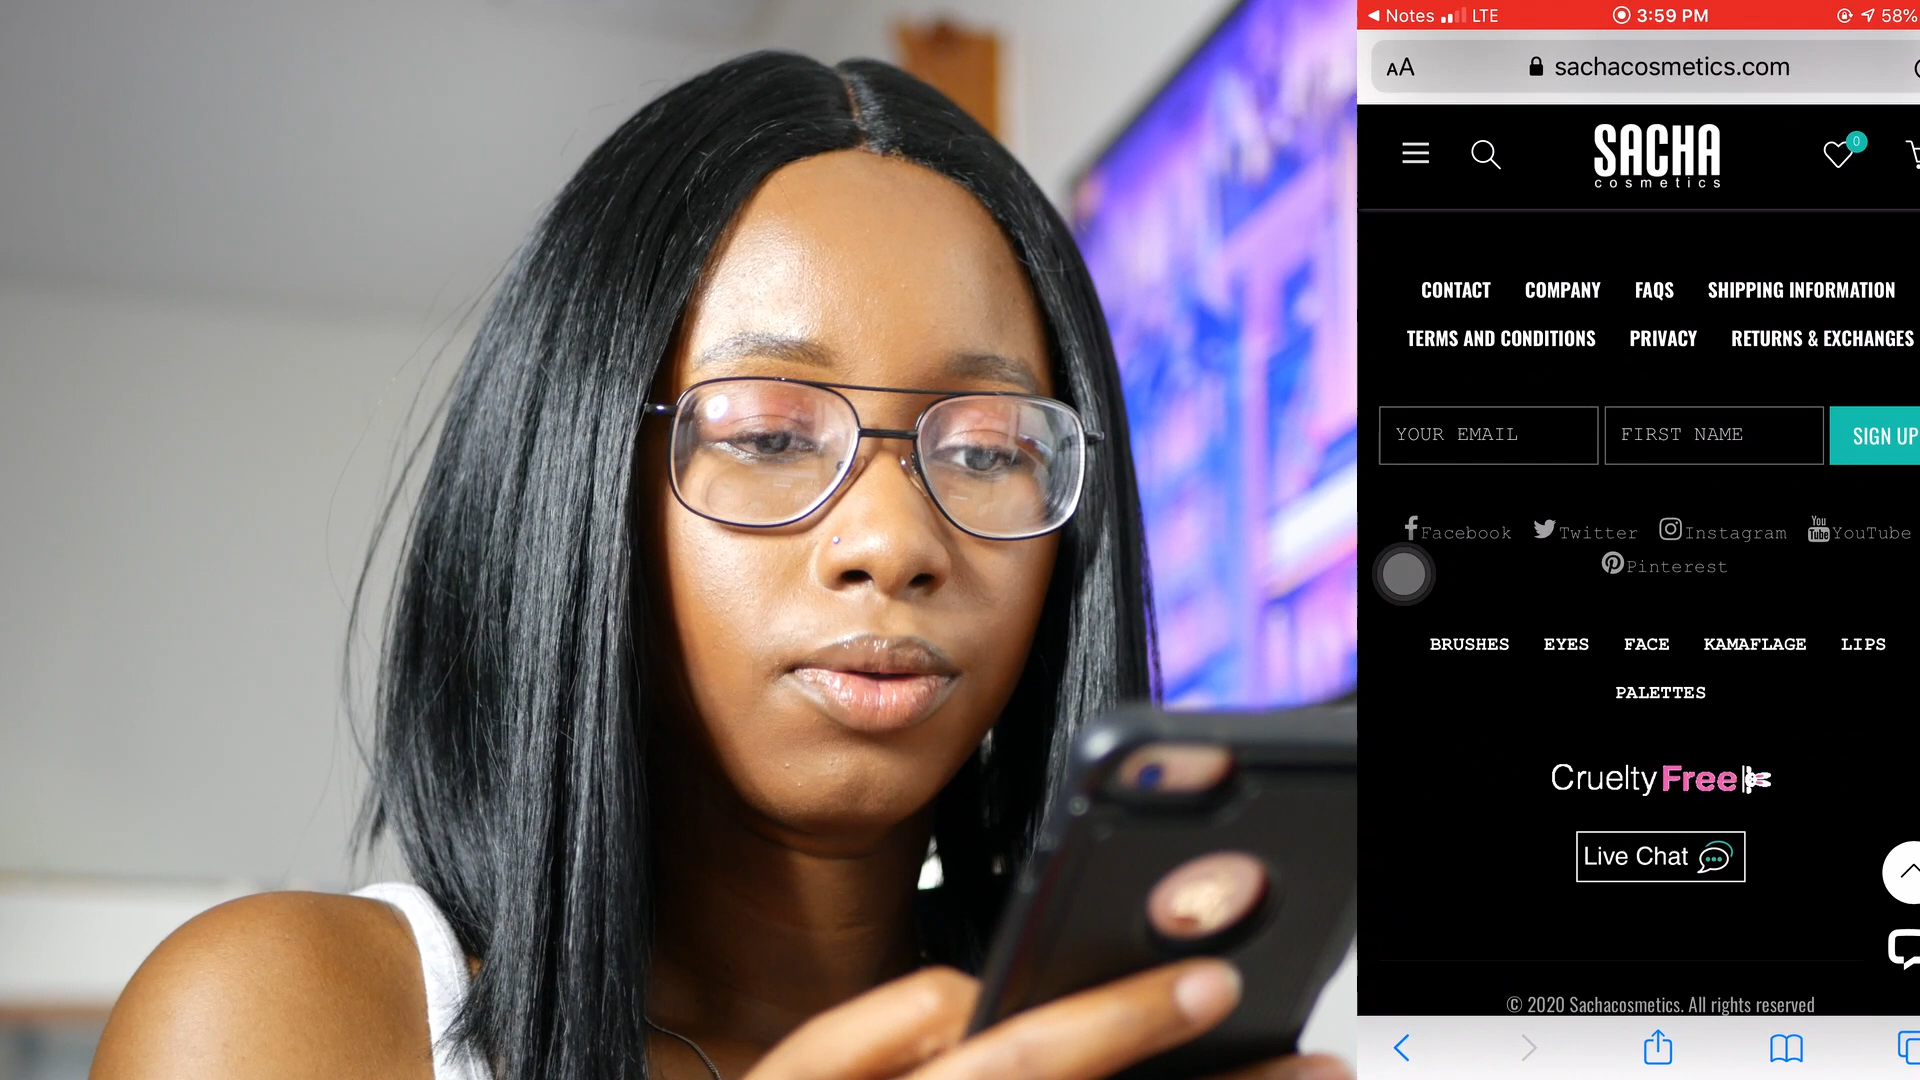 Notes LTE 3:59 PM 58%
AA sachacosmetics.com
SACHA
cosmetics
0
CONTACT COMPANY FAQS SHIPPING INFORMATION
TERMS AND CONDITIONS PRIVACY RETURNS & EXCHANGES
YOUR EMAIL FIRST NAME SIGN UP
Facebook Twitter Instagram You Tube YouTube
Pinterest
BRUSHES EYES FACE KAMAFLAGE LIPS
PALETTES
Cruelty Free
Live Chat
© 2020 Sachacosmetics. All rights reserved